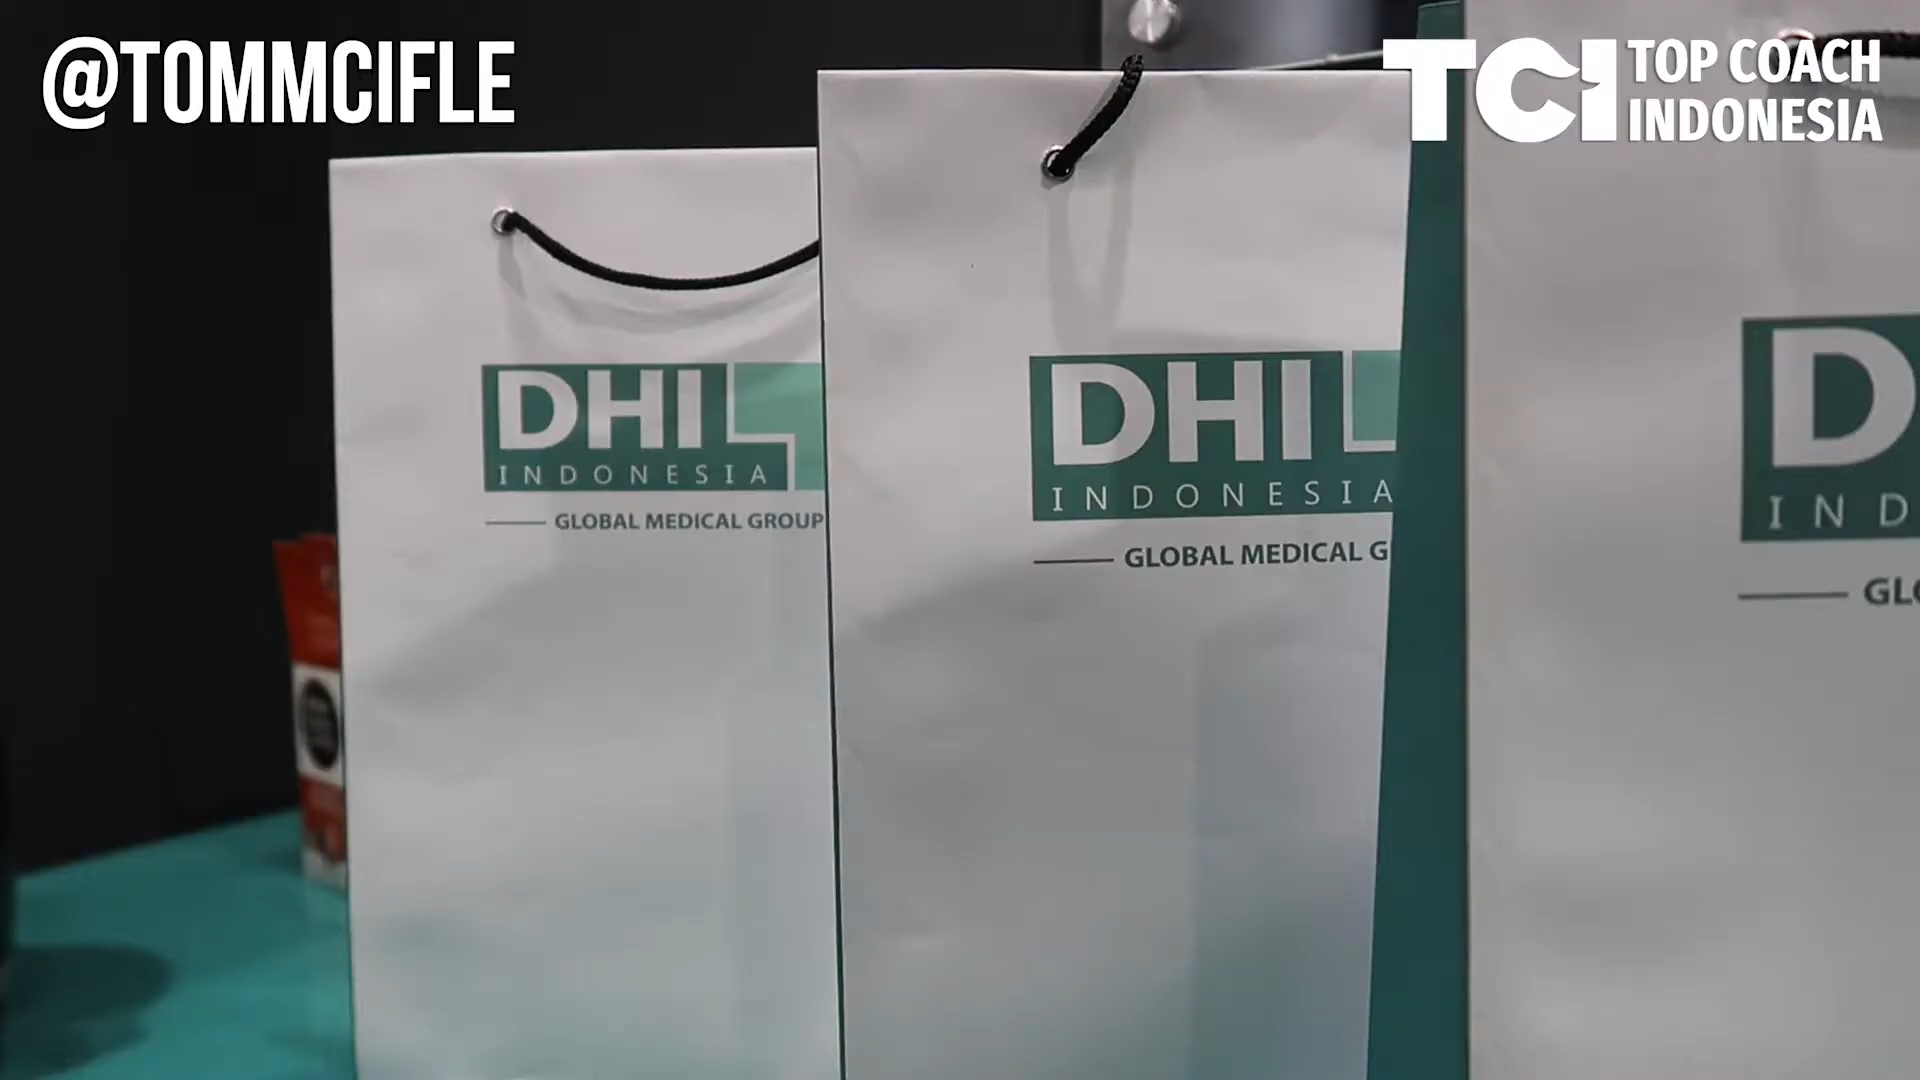 @TOMMCIFLE
TCI TOP COACH
INDONESIA
DHI
INDONESIA
GLOBAL MEDICAL GROUP
DHI
INDONESIA
GLOBAL MEDICAL G
D
IND
GL